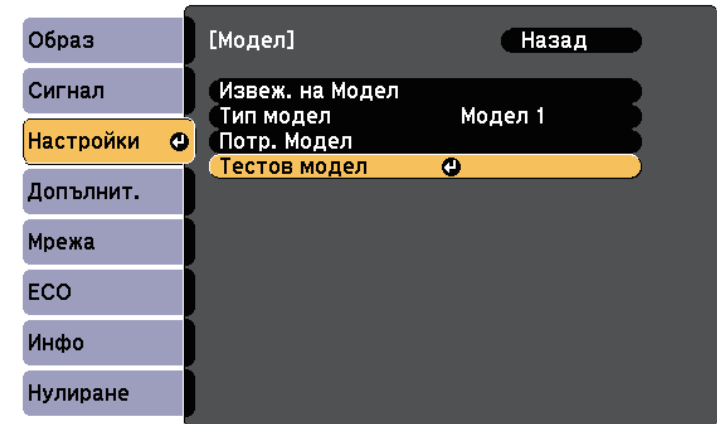 Образ
Сигнал
Настройки
Допълнит.
Мрежа
ECO
Инфо
Нулиране
[Модел] Назад
Извеж. на Модел
Тип модел Модел 1
Потр. Модел
Тестов модел